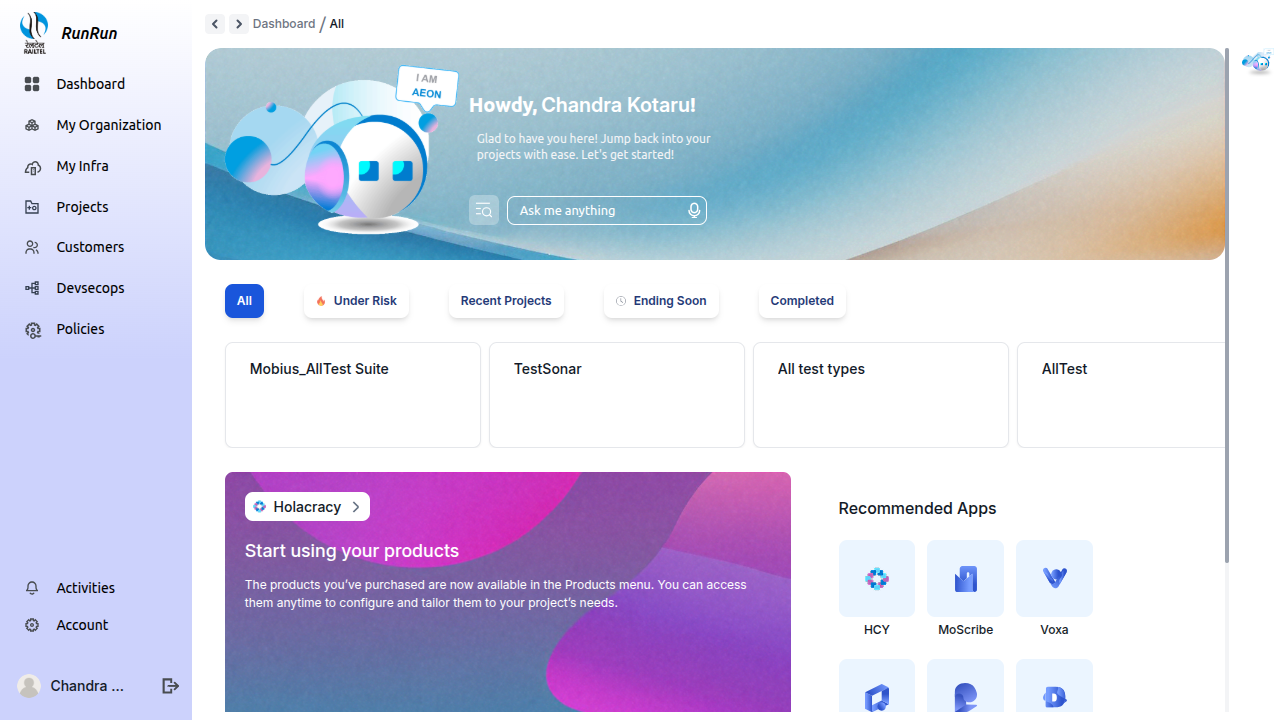 रेलटेल
RAILTEL
RunRun
Dashboard
My Organization
My Infra
Projects
Customers
Devsecops
Policies
Activities
Account
Chandra ...
Dashboard / All
I AM
AEON
Howdy, Chandra Kotaru!
Glad to have you here! Jump back into your
projects with ease. Let's get started!
Ask me anything
All
Under Risk
Recent Projects
Ending Soon
Completed
Mobius_AllTest Suite
TestSonar
All test types
AllTest
Holacracy
Start using your products
The products you've purchased are now available in the Products menu. You can access
them anytime to configure and tailor them to your project's needs.
Recommended Apps
HCY
MoScribe
Voxa